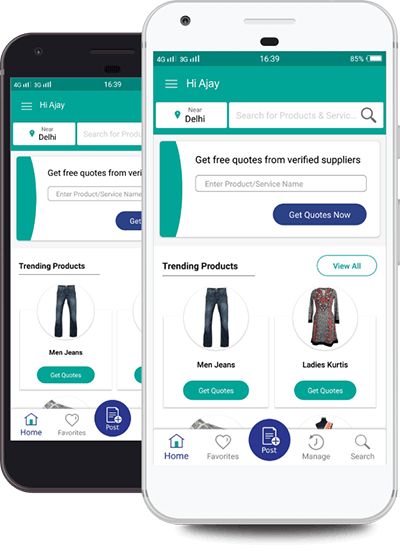 4G 3G
16:39
Hi Ajay
Near
Delhi
Search for Produ
Get free quotes from veri
Enter Product/Service Name
Get
Trending Products
Men Jeans
Get Quotes
Home
Favorites
Post
4G 3G
16:39
85%
Hi Ajay
Near
Delhi
Search for Products & Servic...
Get free quotes from verified suppliers
Enter Product/Service Name
Get Quotes Now
Trending Products
View All
Men Jeans
Ladies Kurtis
Get Quotes
Get Quotes
Home
Favorites
Post
Manage
Search